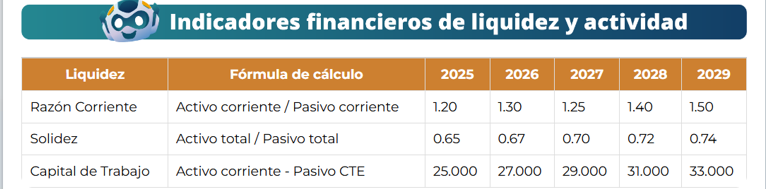 Indicadores financieros de liquidez y actividad
Liquidez Fórmula de cálculo 2025 2026 2027 2028 2029
Razón Corriente Activo corriente / Pasivo corriente 1.20 1.30 1.25 1.40 1.50
Solidez Activo total / Pasivo total 0.65 0.67 0.70 0.72 0.74
Capital de Trabajo Activo corriente - Pasivo CTE 25.000 27.000 29.000 31.000 33.000